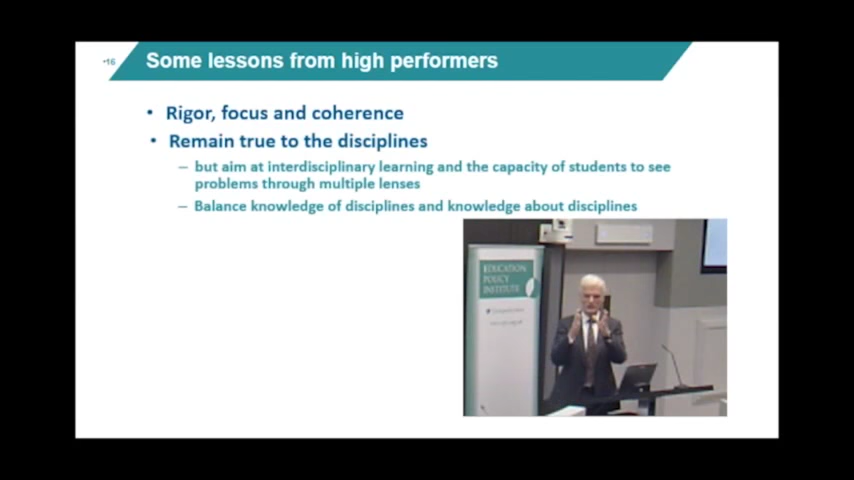 •16
Some lessons from high performers
• Rigor, focus and coherence
• Remain true to the disciplines
– but aim at interdisciplinary learning and the capacity of students to see
problems through multiple lenses
– Balance knowledge of disciplines and knowledge about disciplines
EDUCATION
POLICY
INSTITUTE